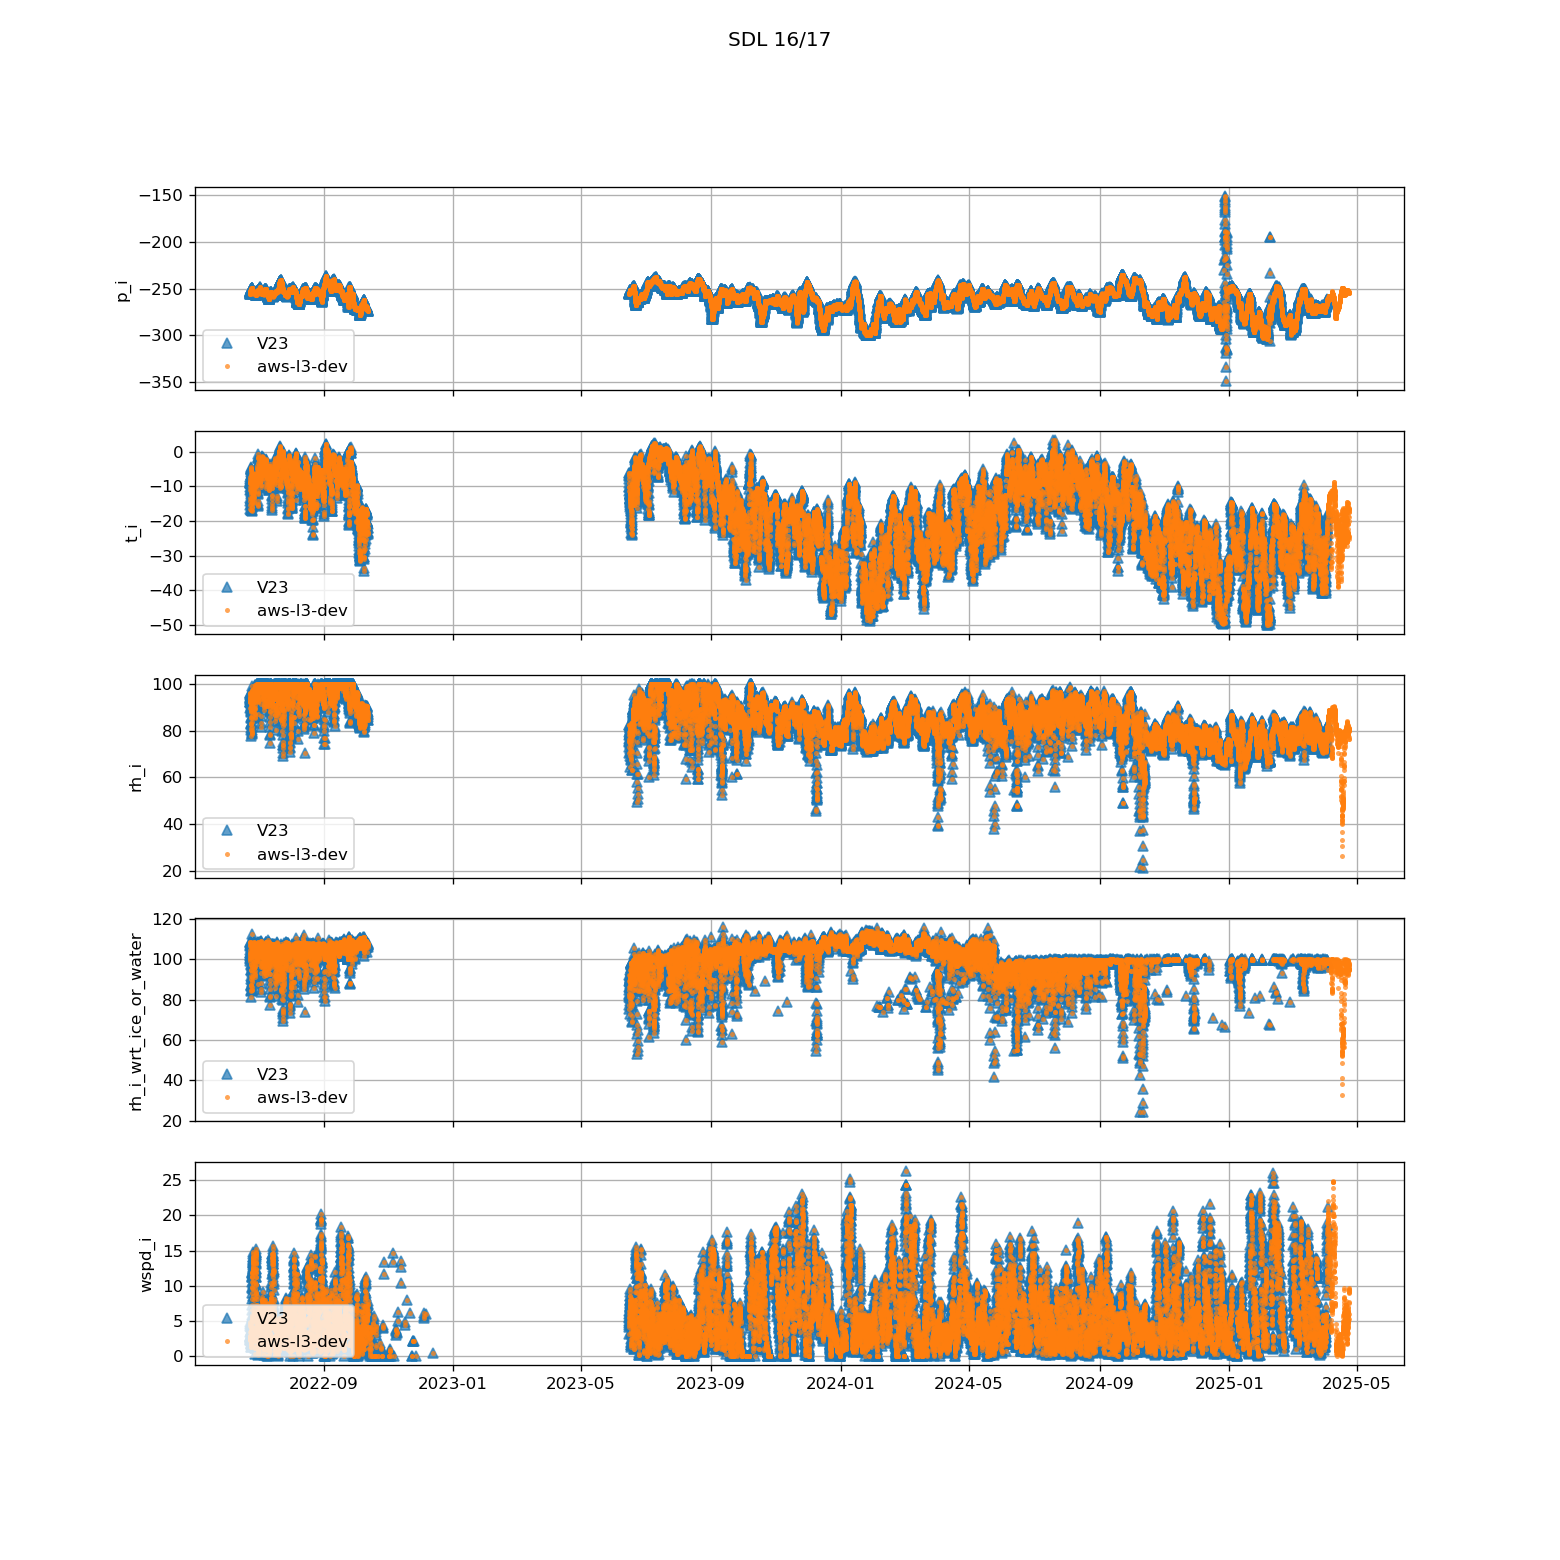 SDL 16/17
−150
−200
−250
−300
−350
p_i
V23
aws-l3-dev
0
−10
−20
−30
−40
−50
t_i
V23
aws-l3-dev
100
80
60
40
20
rh_i
V23
aws-l3-dev
120
100
80
60
40
20
rh_i_wrt_ice_or_water
V23
aws-l3-dev
25
20
15
10
5
0
wspd_i
V23
aws-l3-dev
2022-09 2023-01 2023-05 2023-09 2024-01 2024-05 2024-09 2025-01 2025-05